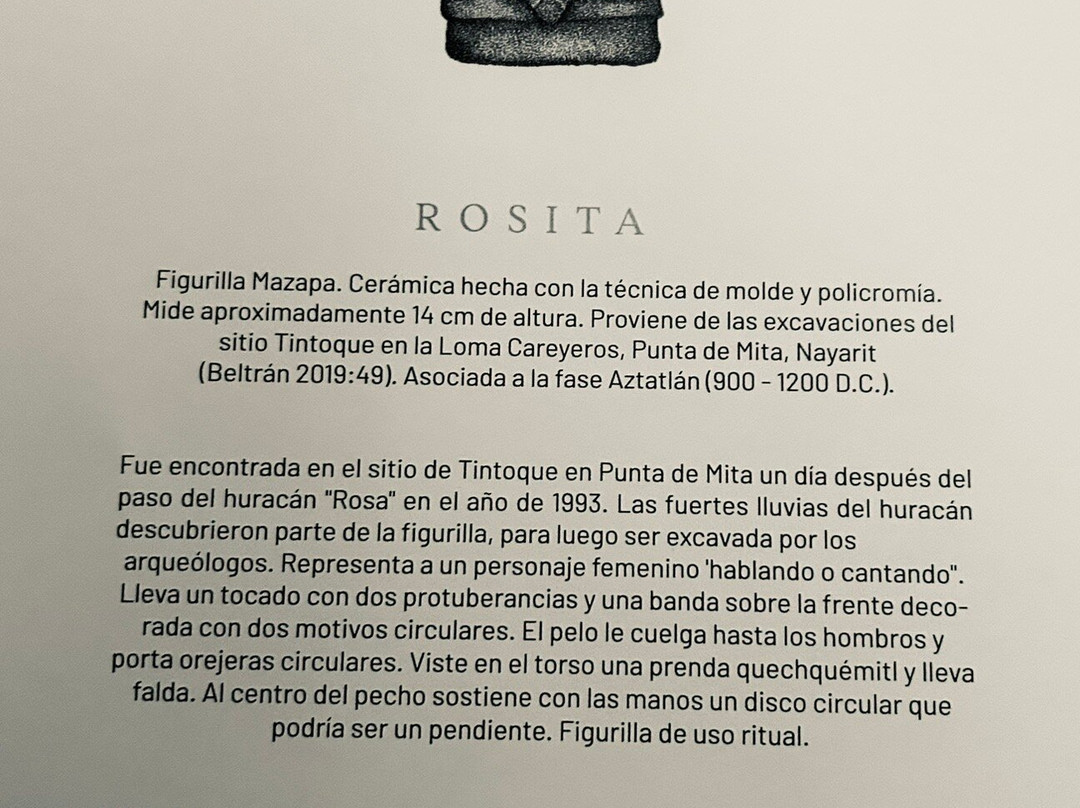 ROSITA
Figurilla Mazapa. Cerámica hecha con la técnica de molde y policromía.
Mide aproximadamente 14 cm de altura. Proviene de las excavaciones del
sitio Tintoque en la Loma Careyeros, Punta de Mita, Nayarit
(Beltrán 2019:49). Asociada a la fase Aztatlán (900 - 1200 D.C.).
Fue encontrada en el sitio de Tintoque en Punta de Mita un día después del
paso del huracán "Rosa" en el año de 1993. Las fuertes lluvias del huracán
descubrieron parte de la figurilla, para luego ser excavada por los
arqueólogos. Representa a un personaje femenino 'hablando o cantando".
Lleva un tocado con dos protuberancias y una banda sobre la frente deco-
rada con dos motivos circulares. El pelo le cuelga hasta los hombros y
porta orejeras circulares. Viste en el torso una prenda quechquémitl y lleva
falda. Al centro del pecho sostiene con las manos un disco circular que
podría ser un pendiente. Figurilla de uso ritual.